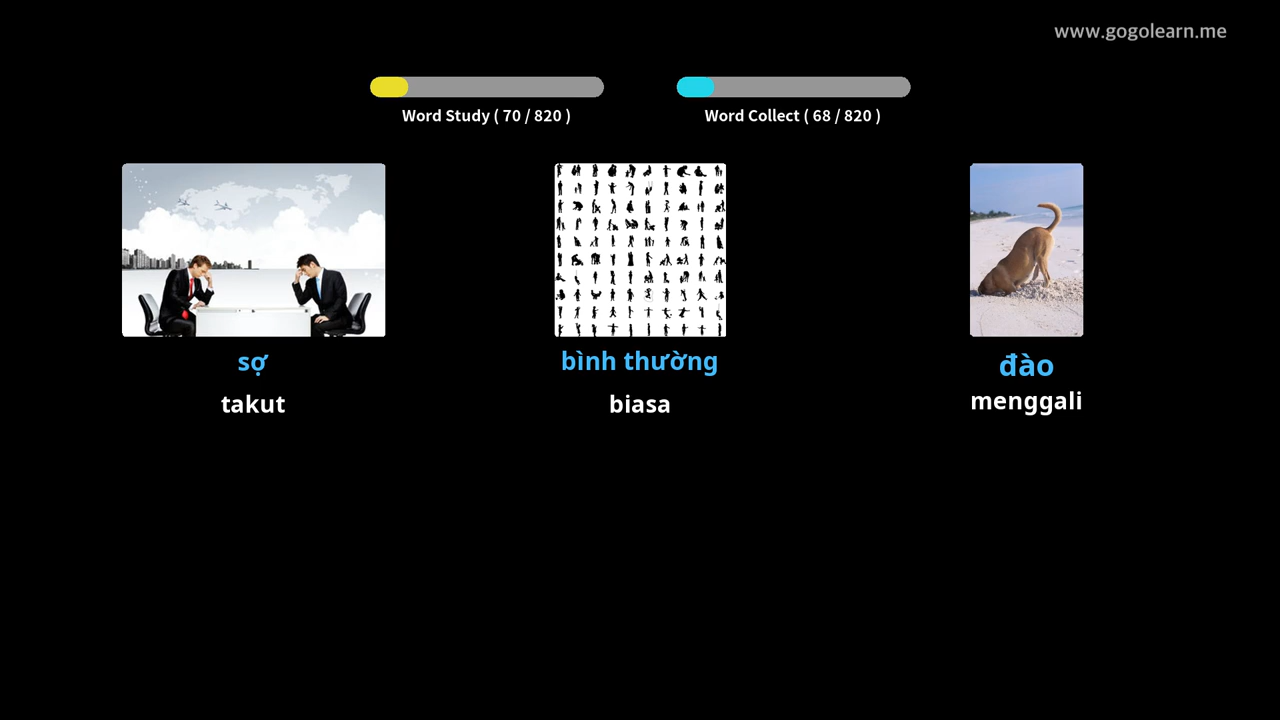 www.gogolearn.me
Word Study ( 70 / 820 )
Word Collect ( 68 / 820 )
sợ
takut
bình thường
biasa
đào
menggali